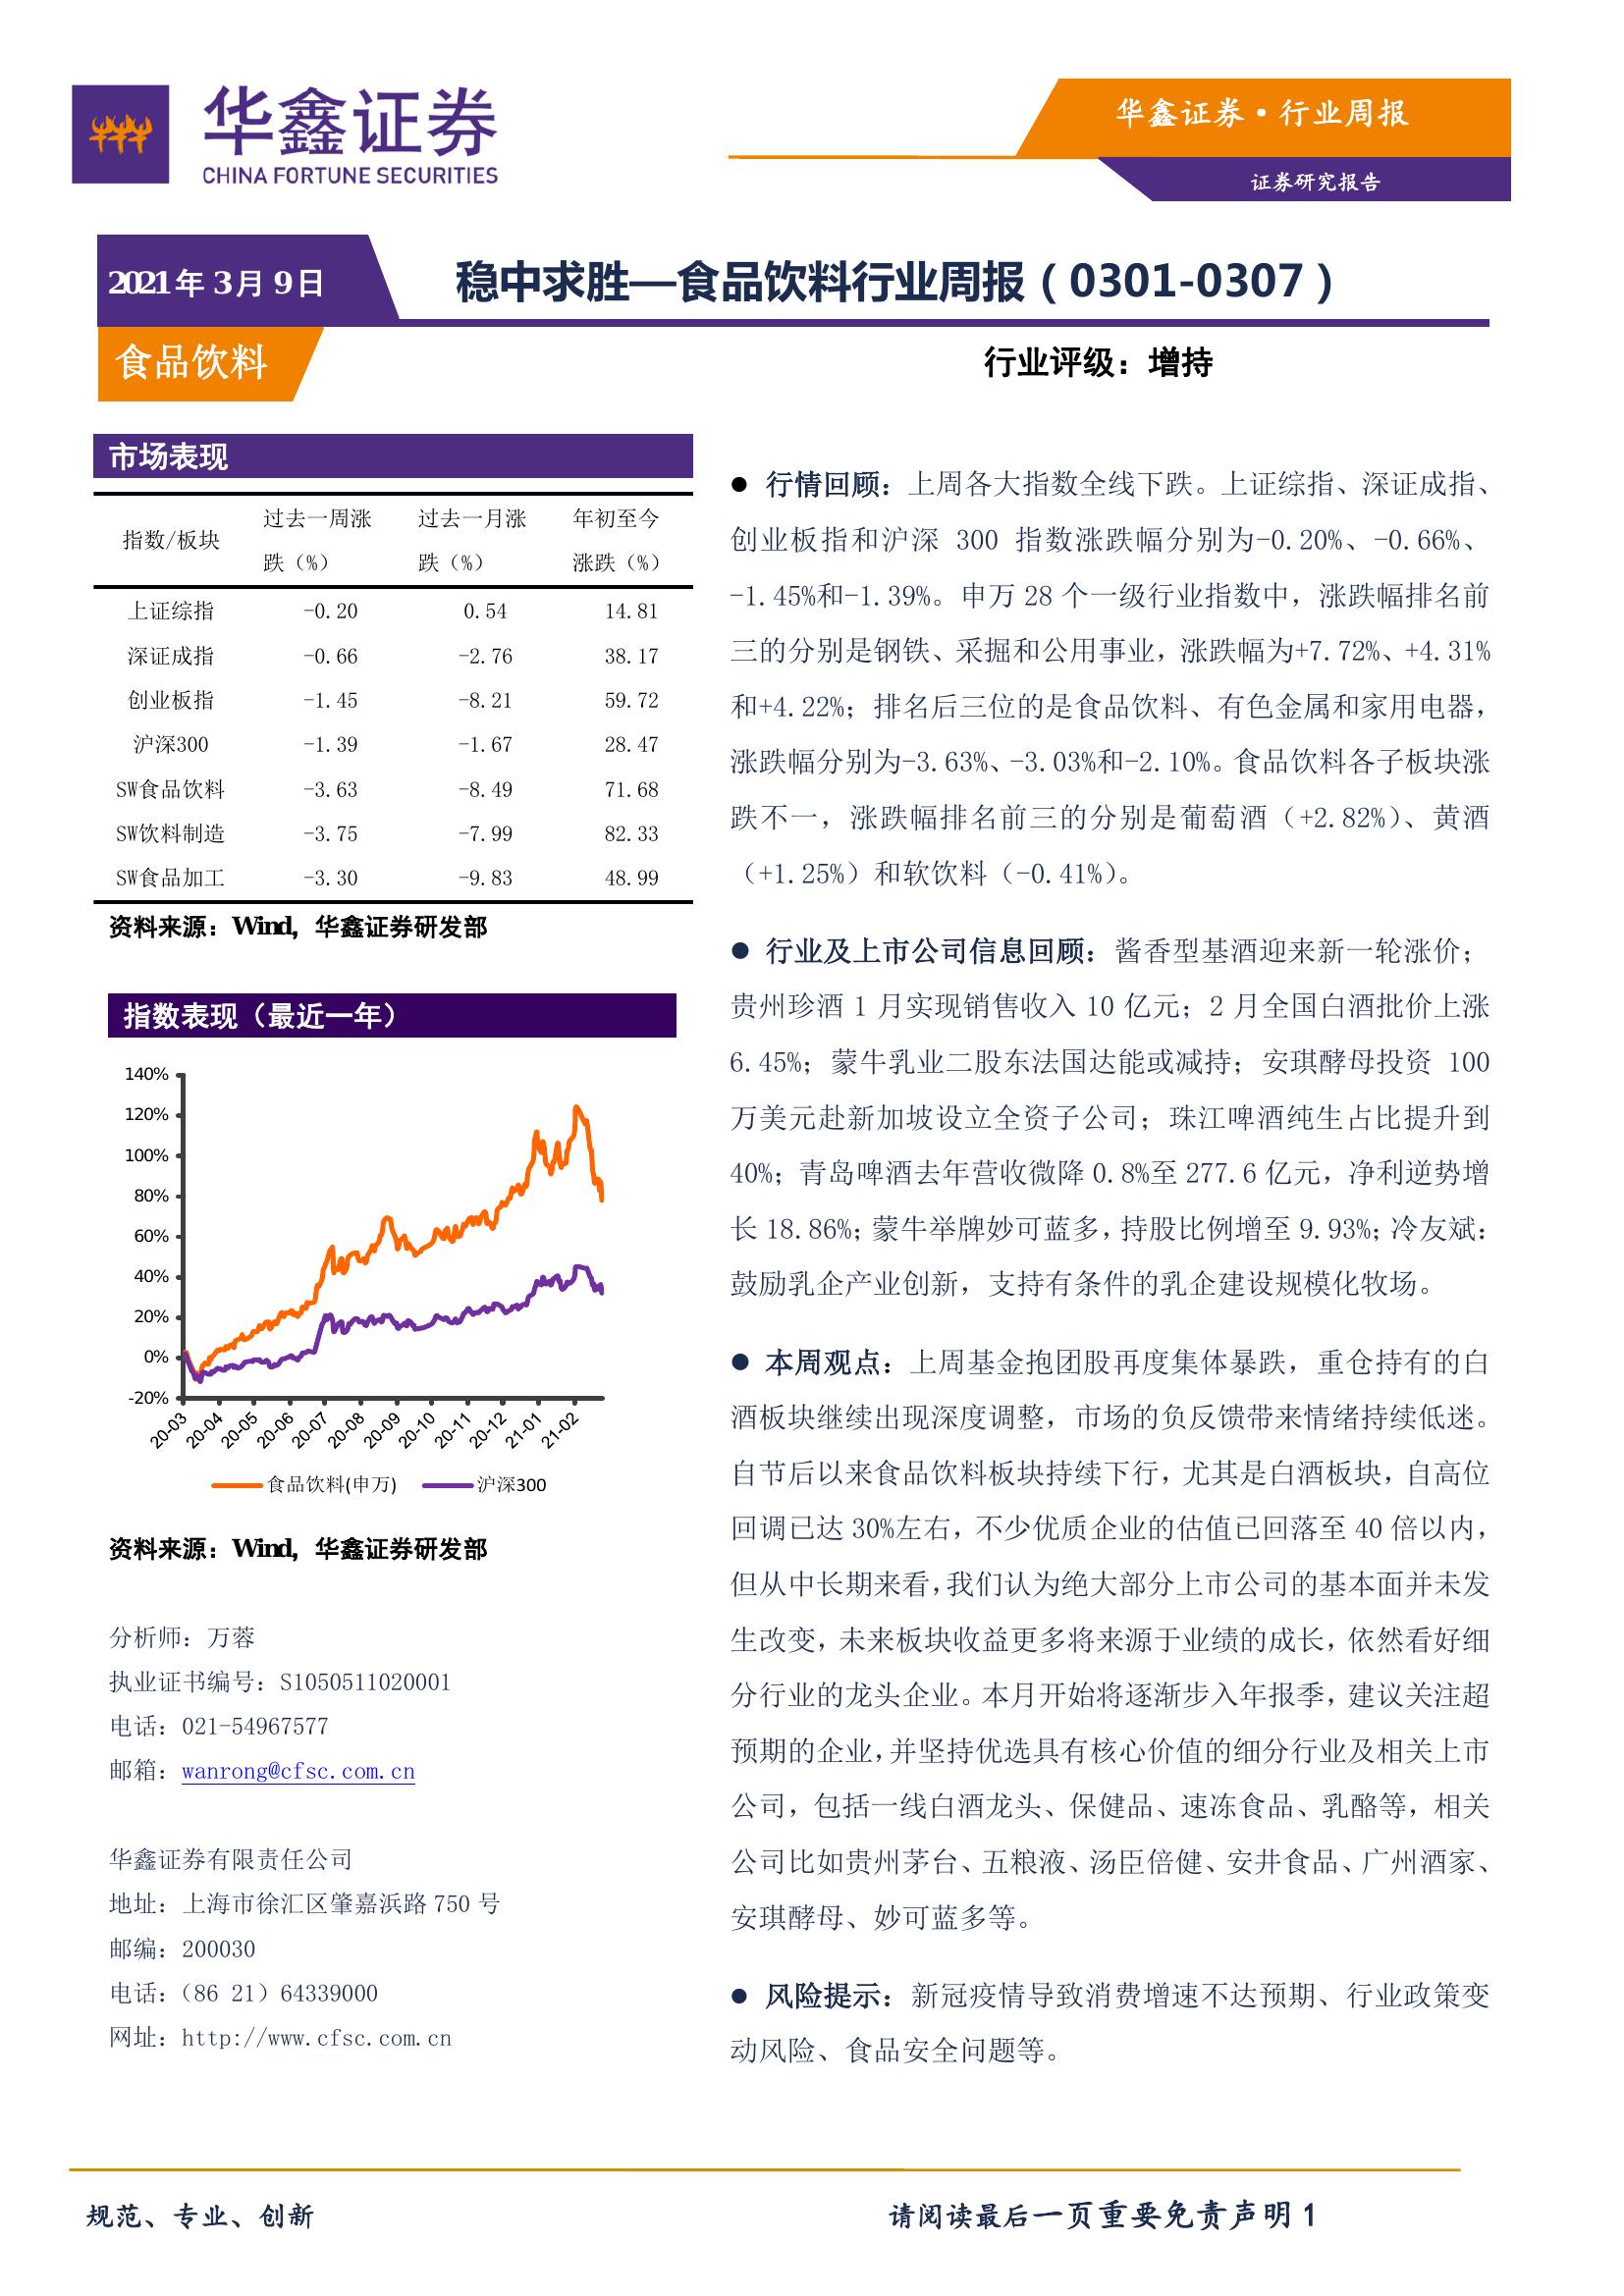 华鑫证券
CHINA FORTUNE SECURITIES
华鑫证券·行业周报
证券研究报告
2021年3月9日
稳中求胜—食品饮料行业周报（0301-0307）
食品饮料
行业评级：增持
市场表现
指数/板块 过去一周涨跌（%） 过去一月涨跌（%） 年初至今涨跌（%）
上证综指 -0.20 0.54 14.81
深证成指 -0.66 -2.76 38.17
创业板指 -1.45 -8.21 59.72
沪深300 -1.39 -1.67 28.47
SW食品饮料 -3.63 -8.49 71.68
SW饮料制造 -3.75 -7.99 82.33
SW食品加工 -3.30 -9.83 48.99
资料来源：Wind，华鑫证券研发部
指数表现（最近一年）
140%
120%
100%
80%
60%
40%
20%
0%
-20%
20-03 20-04 20-05 20-06 20-07 20-08 20-09 20-10 20-11 20-12 21-01 21-02
食品饮料(申万) 沪深300
资料来源：Wind，华鑫证券研发部
分析师：万蓉
执业证书编号：S1050511020001
电话：021-54967577
邮箱：wanrong@cfsc.com.cn
华鑫证券有限责任公司
地址：上海市徐汇区肇嘉浜路750号
邮编：200030
电话：（86 21）64339000
网址：http://www.cfsc.com.cn
● 行情回顾：上周各大指数全线下跌。上证综指、深证成指、
创业板指和沪深 300 指数涨跌幅分别为-0.20%、-0.66%、
-1.45%和-1.39%。申万 28 个一级行业指数中，涨跌幅排名前
三的分别是钢铁、采掘和公用事业，涨跌幅为+7.72%、+4.31%
和+4.22%；排名后三位的是食品饮料、有色金属和家用电器，
涨跌幅分别为-3.63%、-3.03%和-2.10%。食品饮料各子板块涨
跌不一，涨跌幅排名前三的分别是葡萄酒（+2.82%）、黄酒
（+1.25%）和软饮料（-0.41%）。
● 行业及上市公司信息回顾：酱香型基酒迎来新一轮涨价；
贵州珍酒 1 月实现销售收入 10 亿元；2 月全国白酒批价上涨
6.45%；蒙牛乳业二股东法国达能或减持；安琪酵母投资 100
万美元赴新加坡设立全资子公司；珠江啤酒纯生占比提升到
40%；青岛啤酒去年营收微降 0.8%至 277.6 亿元，净利逆势增
长 18.86%；蒙牛举牌妙可蓝多，持股比例增至 9.93%；冷友斌：
鼓励乳企产业创新，支持有条件的乳企建设规模化牧场。
● 本周观点：上周基金抱团股再度集体暴跌，重仓持有的白
酒板块继续出现深度调整，市场的负反馈带来情绪持续低迷。
自节后以来食品饮料板块持续下行，尤其是白酒板块，自高位
回调已达 30%左右，不少优质企业的估值已回落至 40 倍以内，
但从中长期来看，我们认为绝大部分上市公司的基本面并未发
生改变，未来板块收益更多将来源于业绩的成长，依然看好细
分行业的龙头企业。本月开始将逐渐步入年报季，建议关注超
预期的企业，并坚持优选具有核心价值的细分行业及相关上市
公司，包括一线白酒龙头、保健品、速冻食品、乳酪等，相关
公司比如贵州茅台、五粮液、汤臣倍健、安井食品、广州酒家、
安琪酵母、妙可蓝多等。
● 风险提示：新冠疫情导致消费增速不达预期、行业政策变
动风险、食品安全问题等。
规范、专业、创新
请阅读最后一页重要免责声明 1